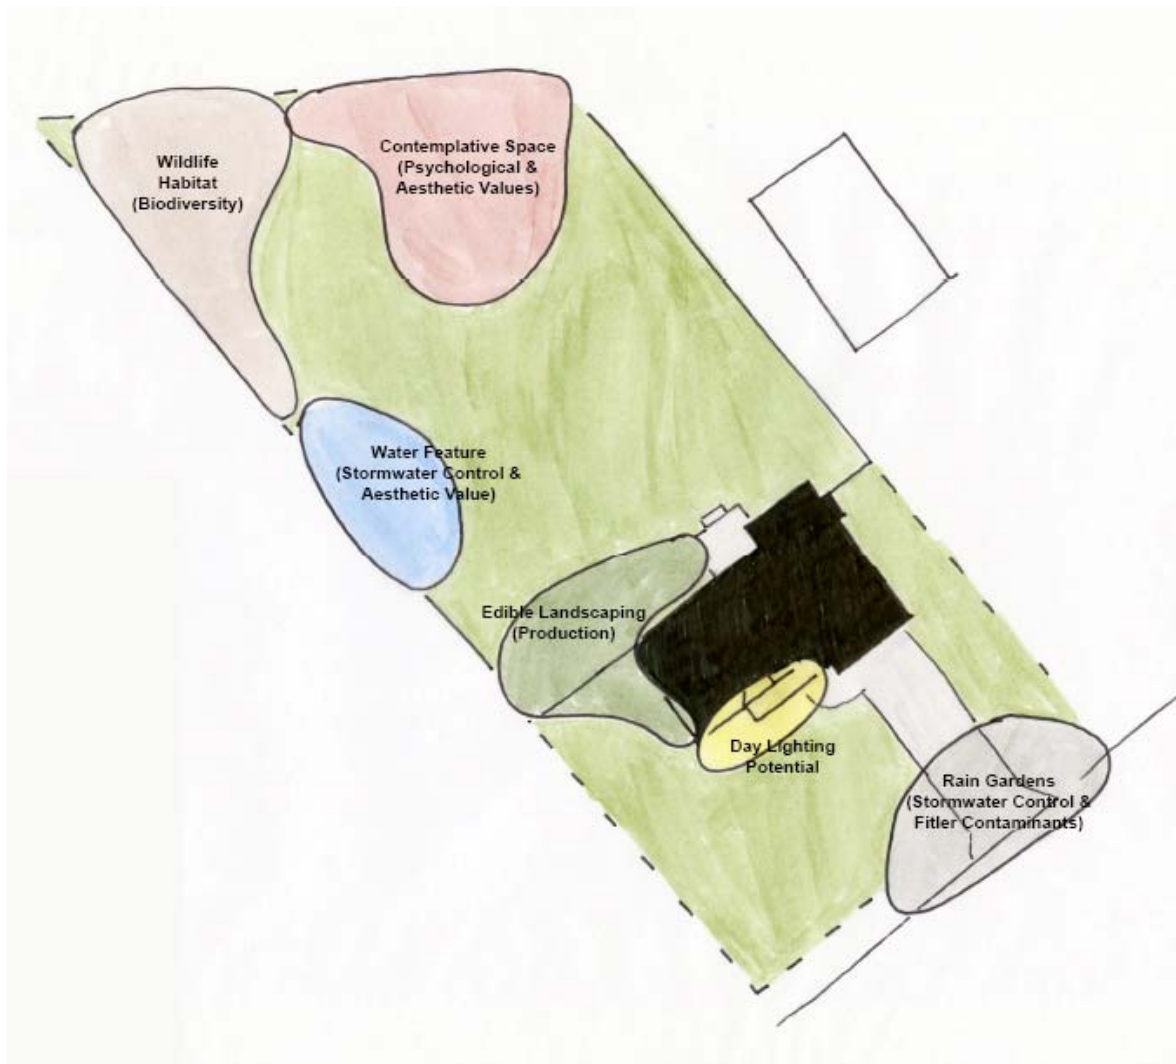 Wildlife
Habitat
(Biodiversity)
Contemplative Space
(Psychological &
Aesthetic Values)
Water Feature
(Stormwater Control &
Aesthetic Value)
Edible Landscaping
(Production)
Day Lighting
Potential
Rain Gardens
(Stormwater Control &
Fitler Contaminants)